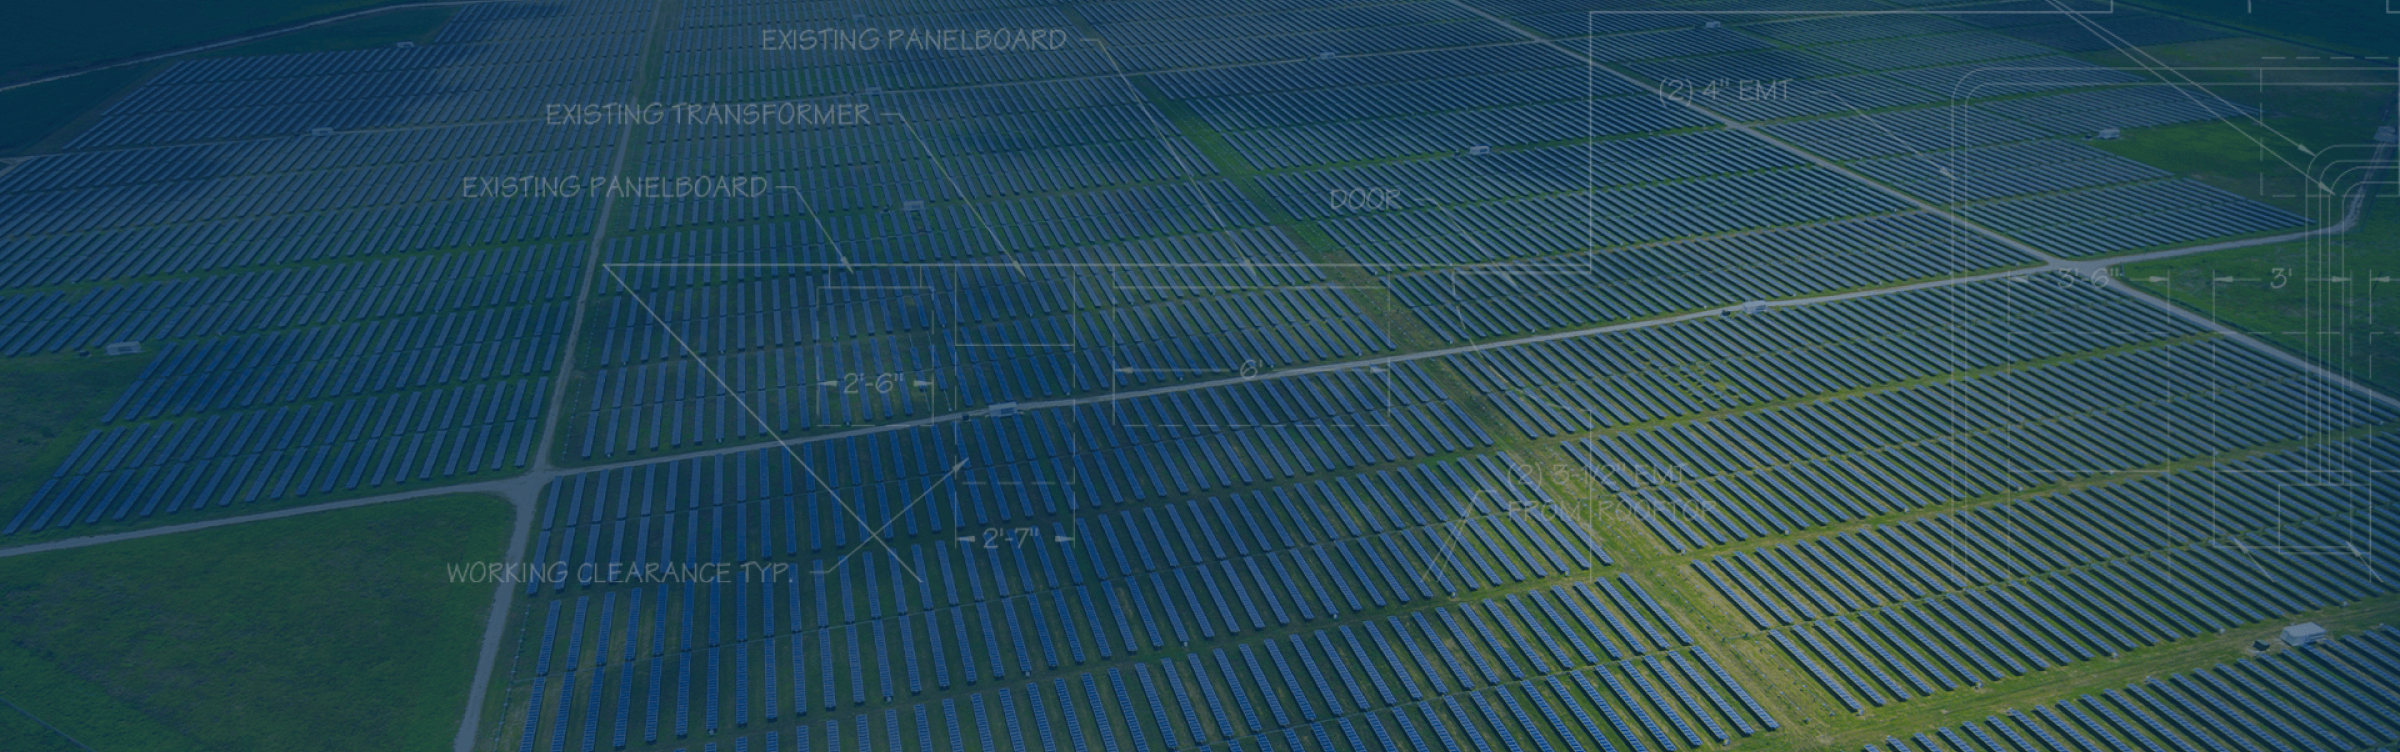 EXISTING PANELBOARD
(2) 4" EMT
EXISTING TRANSFORMER
EXISTING PANELBOARD
DOOR
3'-6"
3'
2'-6"
6'
(2) 3-1/2" EMT
FROM ROOFTOP
2'-7"
WORKING CLEARANCE TYP.